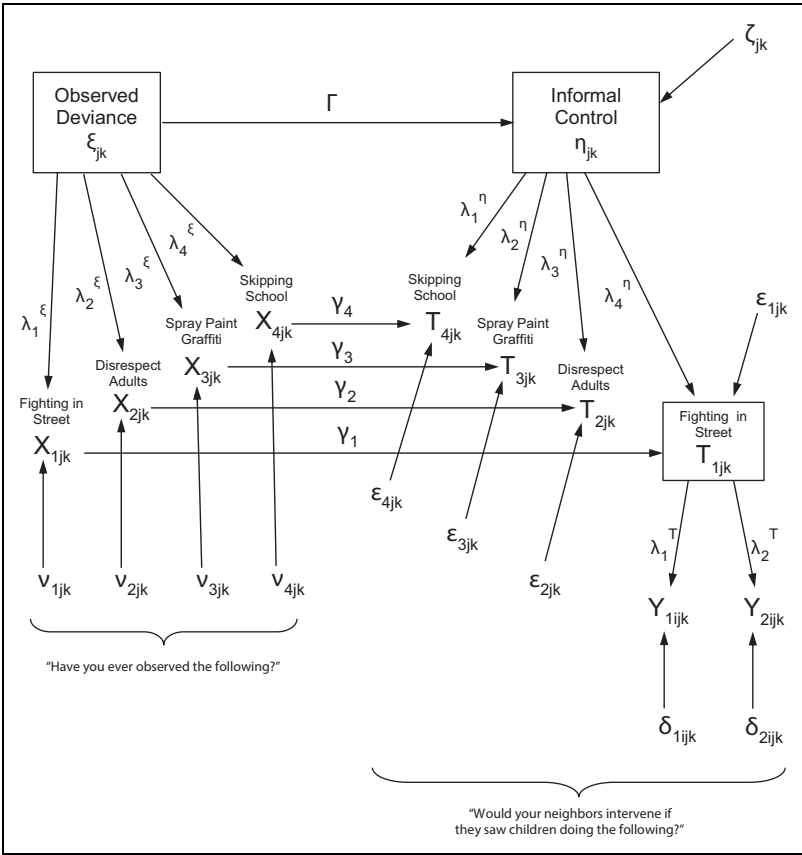 ζjk
Observed
Deviance
ξjk
Γ
Informal
Control
ηjk
λ1ξ
λ2ξ
λ3ξ
λ4ξ
λ1η
λ2η
λ3η
λ4η
Skipping
School
X4jk
γ4
Skipping
School
T4jk
ε1jk
Spray Paint
Graffiti
X3jk
γ3
Spray Paint
Graffiti
T3jk
Disrespect
Adults
X2jk
γ2
Disrespect
Adults
T2jk
Fighting in
Street
X1jk
γ1
Fighting in
Street
T1jk
ε4jk
ε3jk
ε2jk
λ1T
λ2T
ν1jk
ν2jk
ν3jk
ν4jk
Y1ijk
Y2ijk
"Have you ever observed the following?"
δ1ijk
δ2ijk
"Would your neighbors intervene if
they saw children doing the following?"